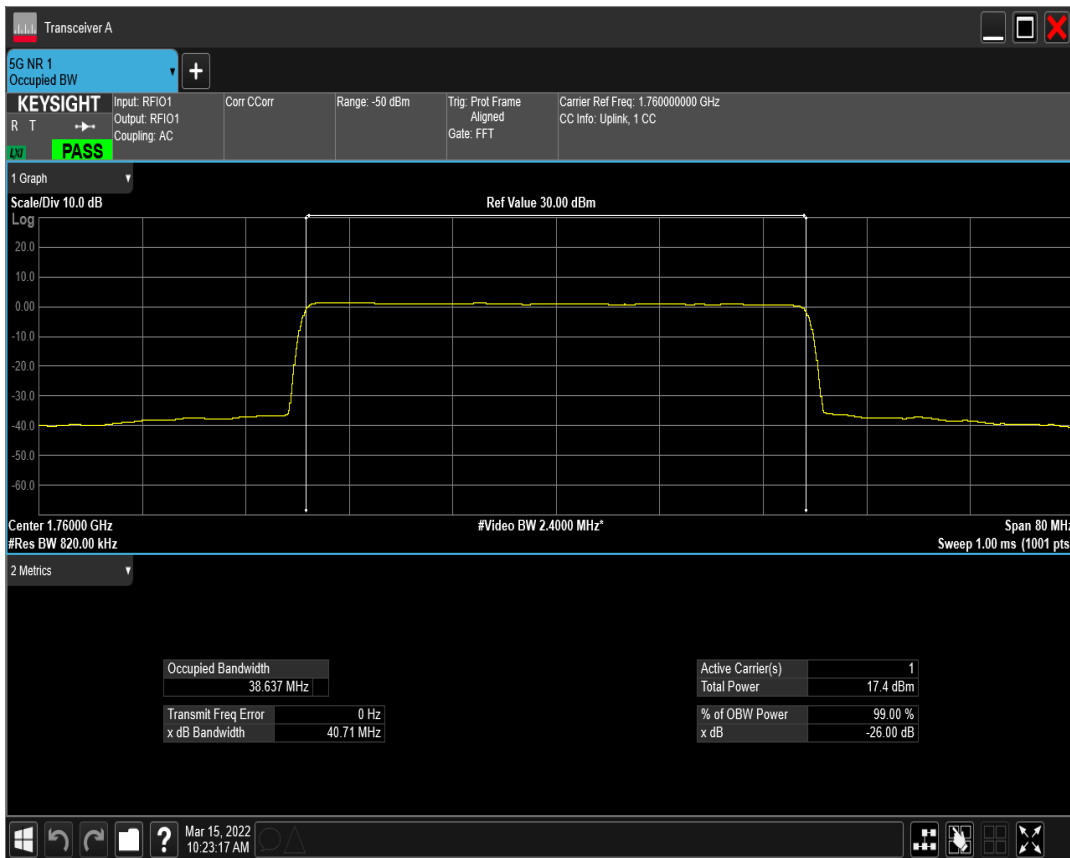 Transceiver A
5G NR 1
Occupied BW
+
KEYSIGHT
R T
LXI
PASS
Input: RFIO1
Output: RFIO1
Coupling: AC
Corr CCorr
Range: -50 dBm
Trig: Prot Frame
Aligned
Gate: FFT
Carrier Ref Freq: 1.760000000 GHz
CC Info: Uplink, 1 CC
1 Graph
Scale/Div 10.0 dB
Ref Value 30.00 dBm
Log
20.0
10.0
0.00
-10.0
-20.0
-30.0
-40.0
-50.0
-60.0
Center 1.76000 GHz
#Video BW 2.4000 MHz*
Span 80 MHz
#Res BW 820.00 kHz
Sweep 1.00 ms (1001 pts
2 Metrics
Occupied Bandwidth
38.637 MHz
Transmit Freq Error 0 Hz
x dB Bandwidth 40.71 MHz
Active Carrier(s) 1
Total Power 17.4 dBm
% of OBW Power 99.00 %
x dB -26.00 dB
?
Mar 15, 2022
10:23:17 AM